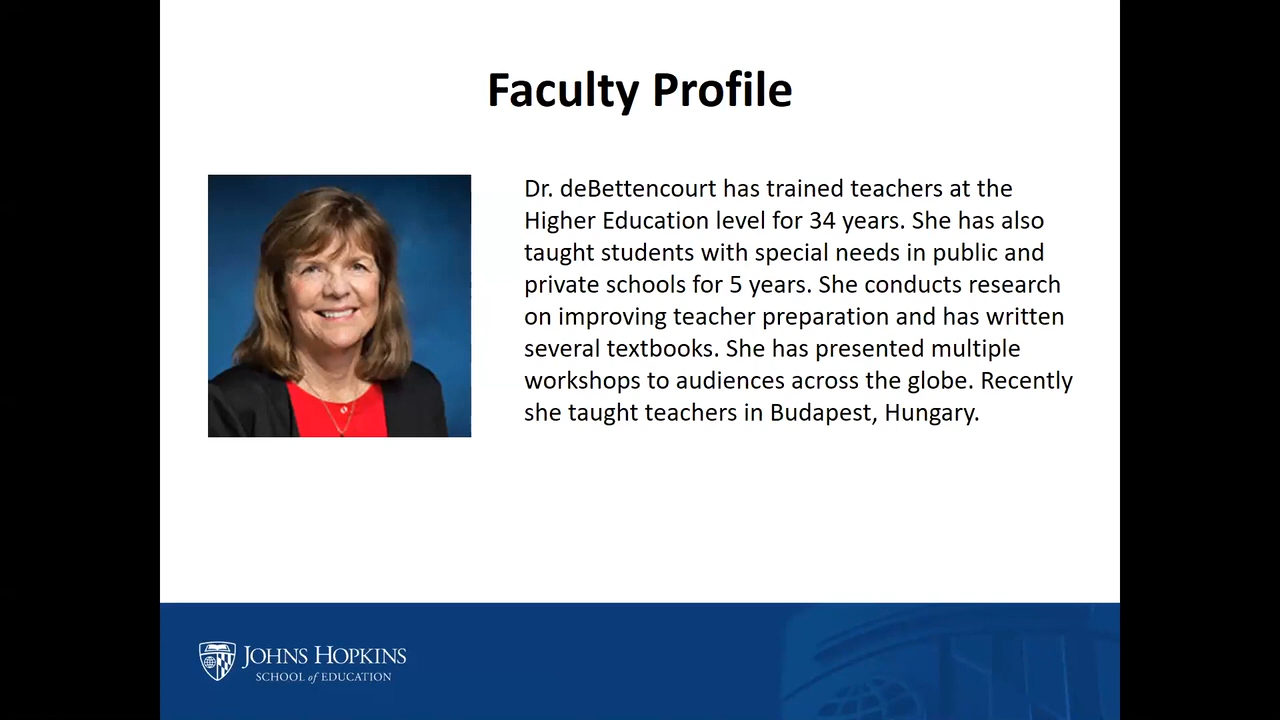 Faculty Profile
Dr. deBettencourt has trained teachers at the
Higher Education level for 34 years. She has also
taught students with special needs in public and
private schools for 5 years. She conducts research
on improving teacher preparation and has written
several textbooks. She has presented multiple
workshops to audiences across the globe. Recently
she taught teachers in Budapest, Hungary.
JOHNS HOPKINS
SCHOOL of EDUCATION